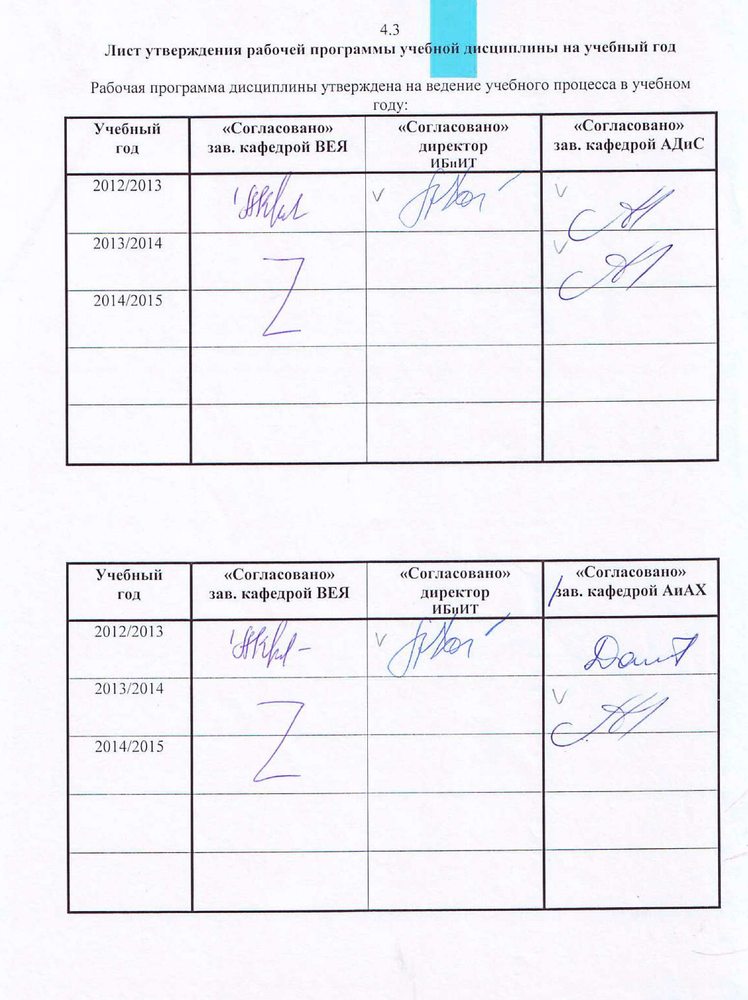 4.3
Лист утверждения рабочей программы учебной дисциплины на учебный год
Рабочая программа дисциплины утверждена на ведение учебного процесса в учебном
году:
Учебный
год
«Согласовано»
зав. кафедрой ВЕЯ
«Согласовано»
директор
ИБиИТ
«Согласовано»
зав. кафедрой АДиС
2012/2013
2013/2014
2014/2015
Учебный
год
«Согласовано»
зав. кафедрой ВЕЯ
«Согласовано»
директор
ИБиИТ
«Согласовано»
зав. кафедрой АиАХ
2012/2013
2013/2014
2014/2015